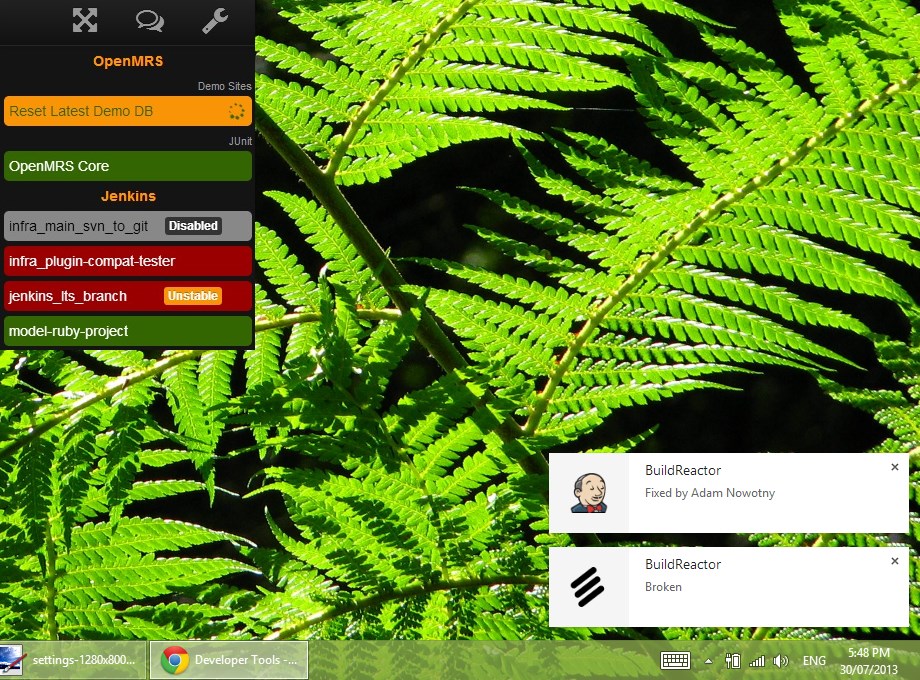 OpenMRS
Demo Sites
Reset Latest Demo DB
JUnit
OpenMRS Core
Jenkins
infra_main_svn_to_git Disabled
infra_plugin-compat-tester
jenkins_lts_branch Unstable
model-ruby-project
BuildReactor
Fixed by Adam Nowotny
BuildReactor
Broken
settings-1280x800...
Developer Tools -...
ENG
5:48 PM
30/07/2013